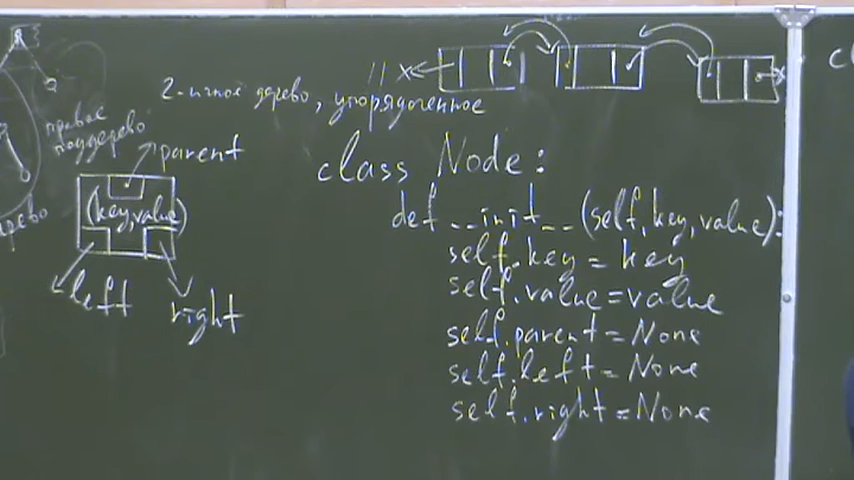 2-ичное дерево, упорядоченное
правое
поддерево
parent
(key,value)
left
right
class Node:
def __init__(self, key, value):
self.key = key
self.value = value
self.parent = None
self.left = None
self.right = None